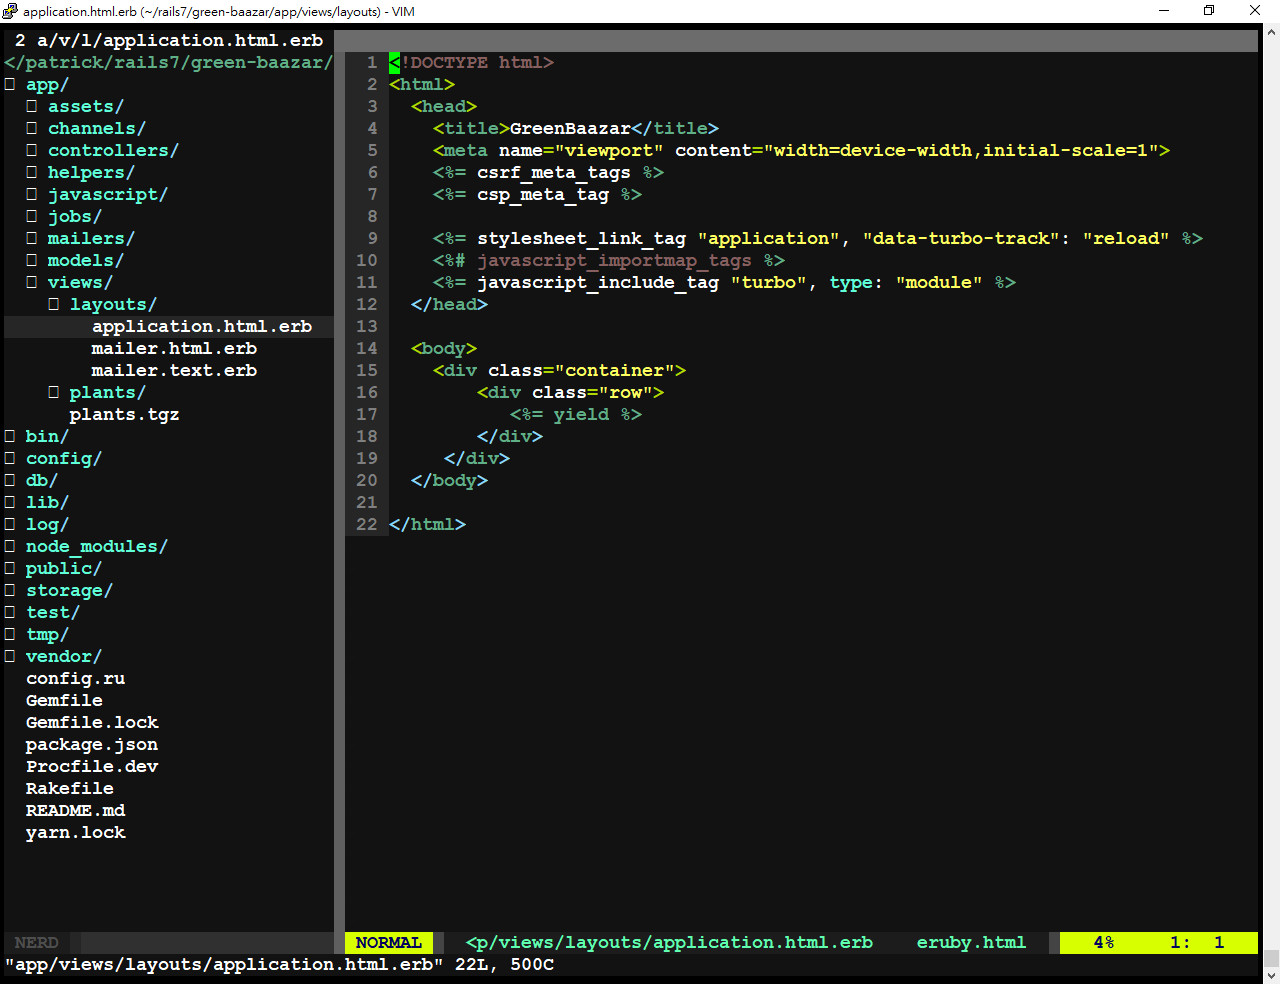 application.html.erb (~/rails7/green-baazar/app/views/layouts) - VIM
2 a/v/l/application.html.erb
</patrick/rails7/green-baazar/
app/
assets/
channels/
controllers/
helpers/
javascript/
jobs/
mailers/
models/
views/
layouts/
application.html.erb
mailer.html.erb
mailer.text.erb
plants/
plants.tgz
bin/
config/
db/
lib/
log/
node_modules/
public/
storage/
test/
tmp/
vendor/
config.ru
Gemfile
Gemfile.lock
package.json
Procfile.dev
Rakefile
README.md
yarn.lock
1 <!DOCTYPE html>
2 <html>
3   <head>
4     <title>GreenBaazar</title>
5     <meta name="viewport" content="width=device-width,initial-scale=1">
6     <%= csrf_meta_tags %>
7     <%= csp_meta_tag %>
8
9     <%= stylesheet_link_tag "application", "data-turbo-track": "reload" %>
10     <%# javascript_importmap_tags %>
11     <%= javascript_include_tag "turbo", type: "module" %>
12   </head>
13
14   <body>
15     <div class="container">
16         <div class="row">
17            <%= yield %>
18         </div>
19      </div>
20   </body>
21
22 </html>
NERD
NORMAL <p/views/layouts/application.html.erb eruby.html 4% 1: 1
"app/views/layouts/application.html.erb" 22L, 500C